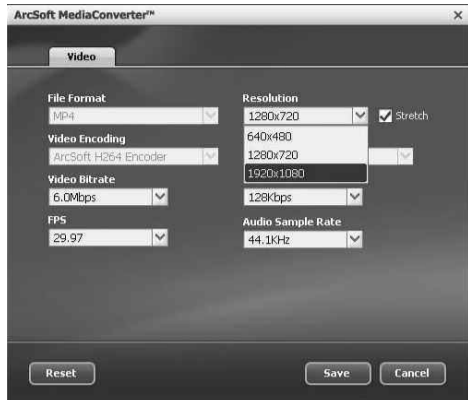 ArcSoft MediaConverter™
Video
File Format
MP4
Video Encoding
ArcSoft H264 Encoder
Video Bitrate
6.0Mbps
FPS
29.97
Resolution
1280x720
Stretch
640x480
1280x720
1920x1080
128Kbps
Audio Sample Rate
44.1KHz
Reset
Save
Cancel